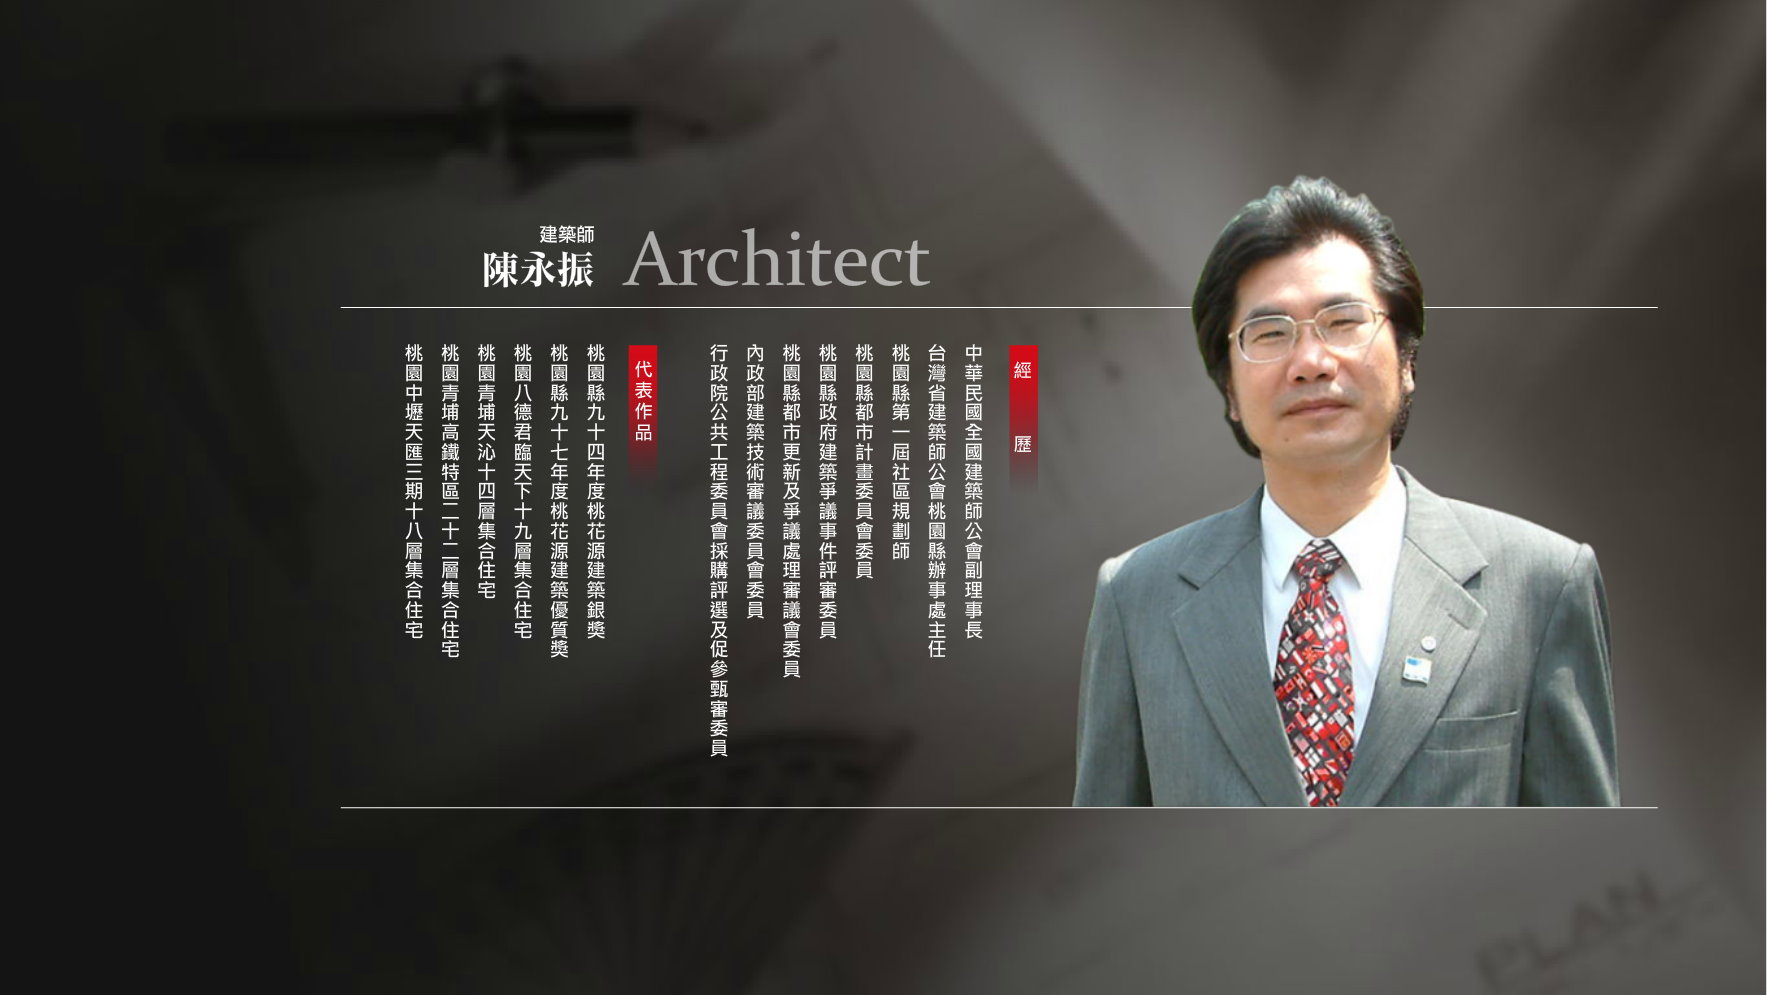 建築師
陳永振
Architect
經歷
中華民國全國建築師公會副理事長
台灣省建築師公會桃園縣辦事處主任
桃園縣第一屆社區規劃師
桃園縣都市計畫委員會委員
桃園縣政府建築爭議事件評審委員
桃園縣都市更新及爭議處理審議會委員
內政部建築技術審議委員會委員
行政院公共工程委員會採購評選及促參甄審委員
代表作品
桃園縣九十四年度桃花源建築銀獎
桃園縣九十七年度桃花源建築優質獎
桃園八德君臨天下十九層集合住宅
桃園青埔天沁十四層集合住宅
桃園青埔高鐵特區二十二層集合住宅
桃園中壢天匯三期十八層集合住宅
PLAN